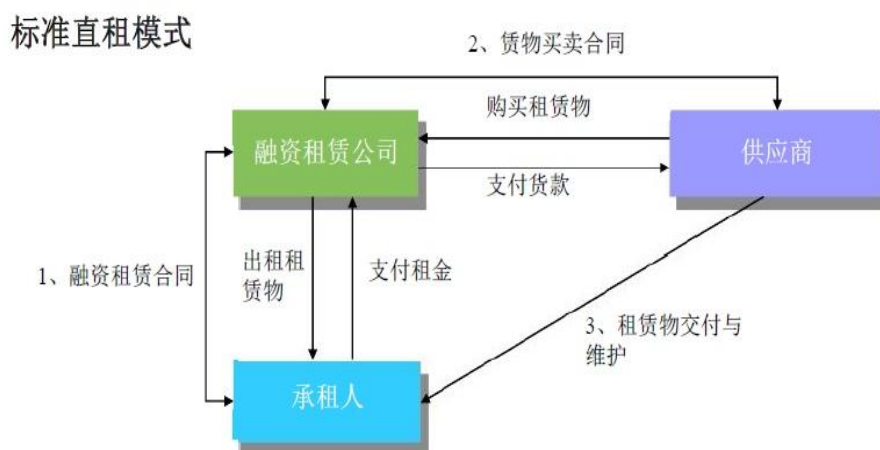 标准直租模式
2、赁物买卖合同
购买租赁物
融资租赁公司
供应商
支付货款
1、融资租赁合同
出租租
赁物
支付租金
3、租赁物交付与
维护
承租人